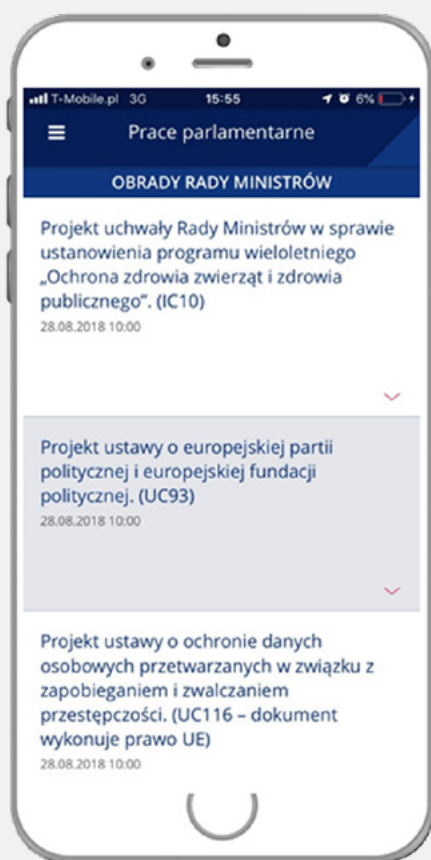 T-Mobile.pl 3G 15:55 6%
Prace parlamentarne
OBRADY RADY MINISTRÓW
Projekt uchwały Rady Ministrów w sprawie
ustanowienia programu wieloletniego
„Ochrona zdrowia zwierząt i zdrowia
publicznego”. (IC10)
28.08.2018 10:00
Projekt ustawy o europejskiej partii
politycznej i europejskiej fundacji
politycznej. (UC93)
28.08.2018 10:00
Projekt ustawy o ochronie danych
osobowych przetwarzanych w związku z
zapobieganiem i zwalczaniem
przestępczości. (UC116 – dokument
wykonuje prawo UE)
28.08.2018 10:00